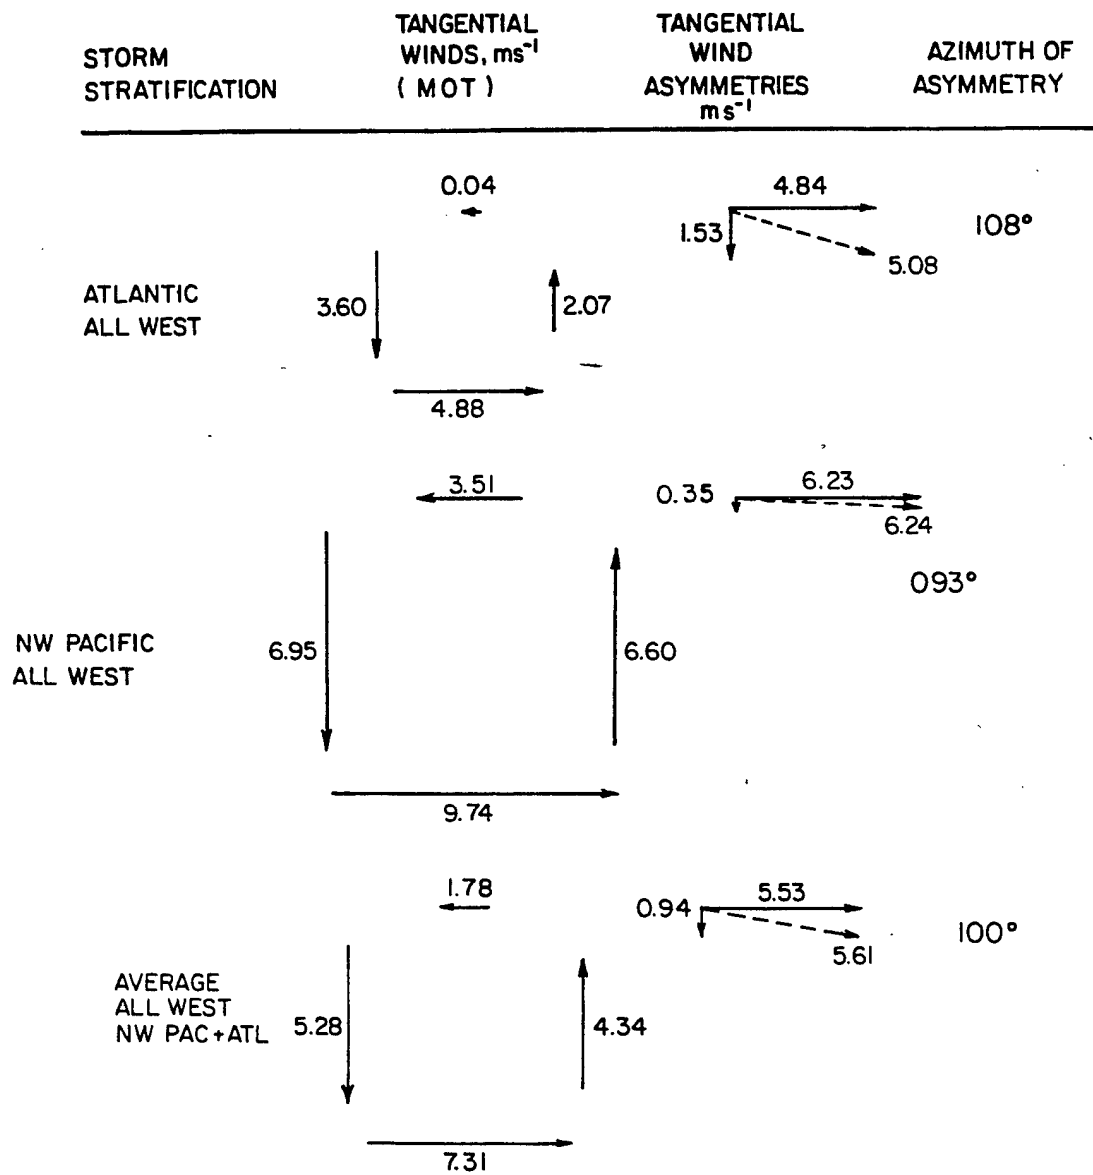 STORM
STRATIFICATION
TANGENTIAL
WINDS, ms⁻¹
( MOT )
TANGENTIAL
WIND
ASYMMETRIES
ms⁻¹
AZIMUTH OF
ASYMMETRY
ATLANTIC
ALL WEST
0.04
3.60
2.07
4.88
4.84
1.53
5.08
108°
NW PACIFIC
ALL WEST
3.51
6.95
6.60
9.74
6.23
0.35
6.24
093°
AVERAGE
ALL WEST
NW PAC+ATL
1.78
5.28
4.34
7.31
5.53
0.94
5.61
100°